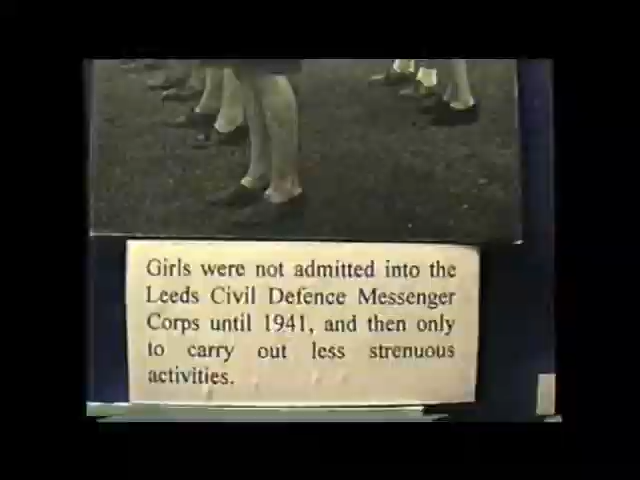 Girls were not admitted into the
Leeds Civil Defence Messenger
Corps until 1941, and then only
to carry out less strenuous
activities.